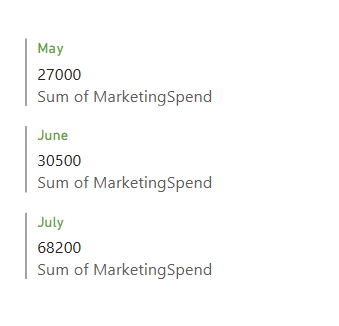 May
27000
Sum of MarketingSpend
June
30500
Sum of MarketingSpend
July
68200
Sum of MarketingSpend